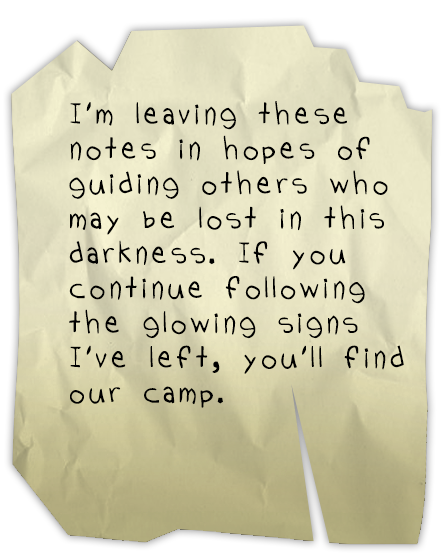 I'm leaving these
notes in hopes of
guiding others who
may be lost in this
darkness. If you
continue following
the glowing signs
I've left, you'll find
our camp.